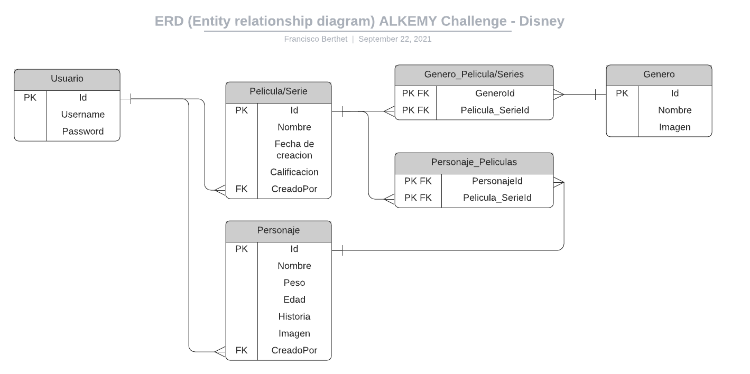 ERD (Entity relationship diagram) ALKEMY Challenge - Disney
Francisco Berthet | September 22, 2021
Usuario
PK Id
Username
Password
Pelicula/Serie
PK Id
Nombre
Fecha de
creacion
Calificacion
FK CreadoPor
Genero_Pelicula/Series
PK FK GeneroId
PK FK Pelicula_SerieId
Genero
PK Id
Nombre
Imagen
Personaje_Peliculas
PK FK PersonajeId
PK FK Pelicula_SerieId
Personaje
PK Id
Nombre
Peso
Edad
Historia
Imagen
FK CreadoPor